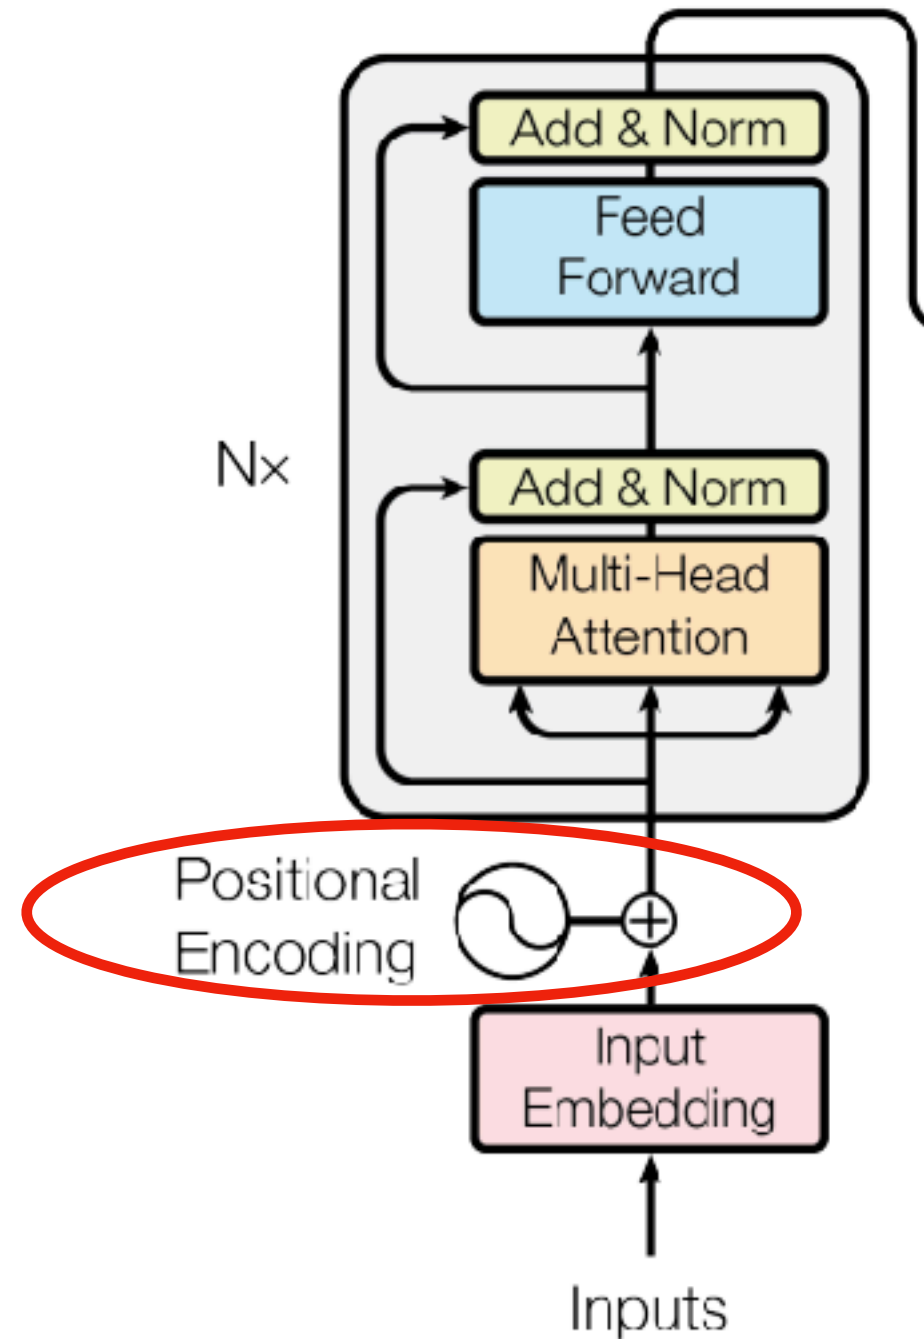 Add & Norm
Feed
Forward
Nx
Add & Norm
Multi-Head
Attention
Positional
Encoding
Input
Embedding
Inputs